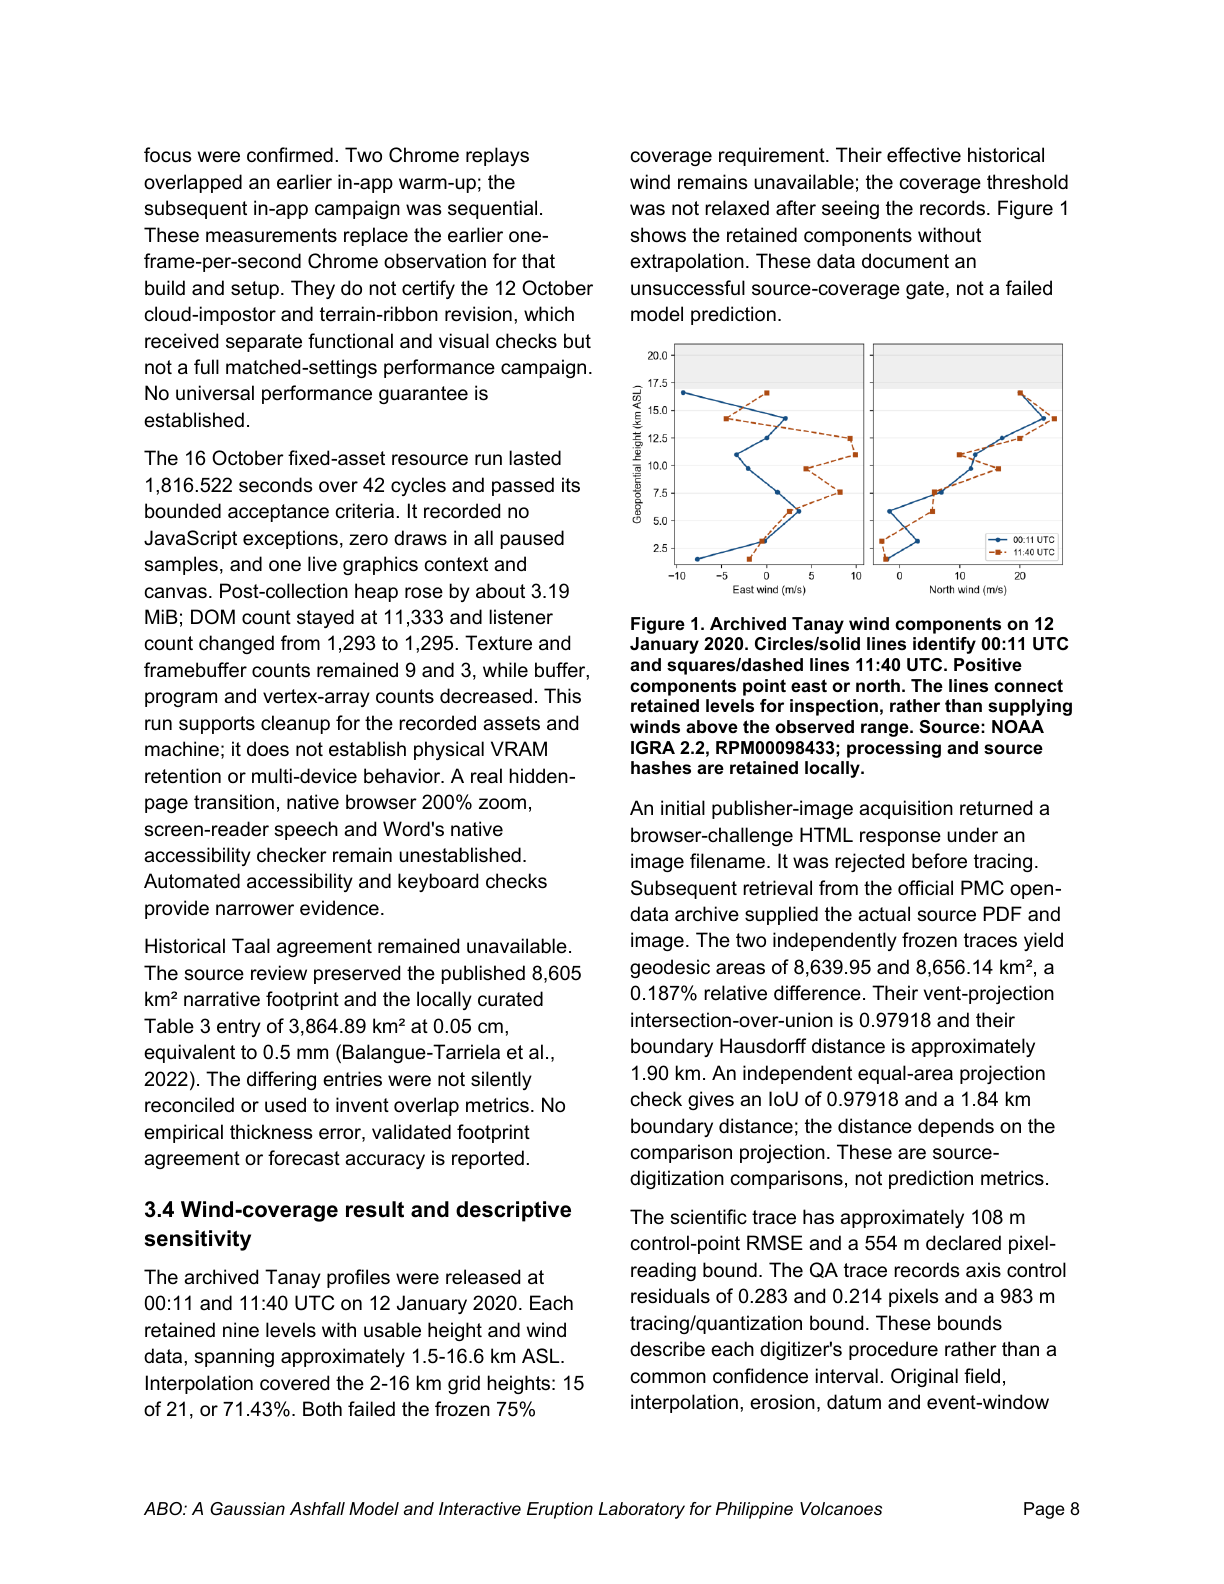 focus were confirmed. Two Chrome replays
overlapped an earlier in-app warm-up; the
subsequent in-app campaign was sequential.
These measurements replace the earlier one-
frame-per-second Chrome observation for that
build and setup. They do not certify the 12 October
cloud-impostor and terrain-ribbon revision, which
received separate functional and visual checks but
not a full matched-settings performance campaign.
No universal performance guarantee is
established.
The 16 October fixed-asset resource run lasted
1,816.522 seconds over 42 cycles and passed its
bounded acceptance criteria. It recorded no
JavaScript exceptions, zero draws in all paused
samples, and one live graphics context and
canvas. Post-collection heap rose by about 3.19
MiB; DOM count stayed at 11,333 and listener
count changed from 1,293 to 1,295. Texture and
framebuffer counts remained 9 and 3, while buffer,
program and vertex-array counts decreased. This
run supports cleanup for the recorded assets and
machine; it does not establish physical VRAM
retention or multi-device behavior. A real hidden-
page transition, native browser 200% zoom,
screen-reader speech and Word's native
accessibility checker remain unestablished.
Automated accessibility and keyboard checks
provide narrower evidence.
Historical Taal agreement remained unavailable.
The source review preserved the published 8,605
km² narrative footprint and the locally curated
Table 3 entry of 3,864.89 km² at 0.05 cm,
equivalent to 0.5 mm (Balangue-Tarriela et al.,
2022). The differing entries were not silently
reconciled or used to invent overlap metrics. No
empirical thickness error, validated footprint
agreement or forecast accuracy is reported.
3.4 Wind-coverage result and descriptive
sensitivity
The archived Tanay profiles were released at
00:11 and 11:40 UTC on 12 January 2020. Each
retained nine levels with usable height and wind
data, spanning approximately 1.5-16.6 km ASL.
Interpolation covered the 2-16 km grid heights: 15
of 21, or 71.43%. Both failed the frozen 75%
coverage requirement. Their effective historical
wind remains unavailable; the coverage threshold
was not relaxed after seeing the records. Figure 1
shows the retained components without
extrapolation. These data document an
unsuccessful source-coverage gate, not a failed
model prediction.
Geopotential height (km ASL)
20.0
17.5
15.0
12.5
10.0
7.5
5.0
2.5
−10 −5 0 5 10
East wind (m/s)
00:11 UTC
11:40 UTC
0 10 20
North wind (m/s)
Figure 1. Archived Tanay wind components on 12
January 2020. Circles/solid lines identify 00:11 UTC
and squares/dashed lines 11:40 UTC. Positive
components point east or north. The lines connect
retained levels for inspection, rather than supplying
winds above the observed range. Source: NOAA
IGRA 2.2, RPM00098433; processing and source
hashes are retained locally.
An initial publisher-image acquisition returned a
browser-challenge HTML response under an
image filename. It was rejected before tracing.
Subsequent retrieval from the official PMC open-
data archive supplied the actual source PDF and
image. The two independently frozen traces yield
geodesic areas of 8,639.95 and 8,656.14 km², a
0.187% relative difference. Their vent-projection
intersection-over-union is 0.97918 and their
boundary Hausdorff distance is approximately
1.90 km. An independent equal-area projection
check gives an IoU of 0.97918 and a 1.84 km
boundary distance; the distance depends on the
comparison projection. These are source-
digitization comparisons, not prediction metrics.
The scientific trace has approximately 108 m
control-point RMSE and a 554 m declared pixel-
reading bound. The QA trace records axis control
residuals of 0.283 and 0.214 pixels and a 983 m
tracing/quantization bound. These bounds
describe each digitizer's procedure rather than a
common confidence interval. Original field,
interpolation, erosion, datum and event-window
ABO: A Gaussian Ashfall Model and Interactive Eruption Laboratory for Philippine Volcanoes Page 8